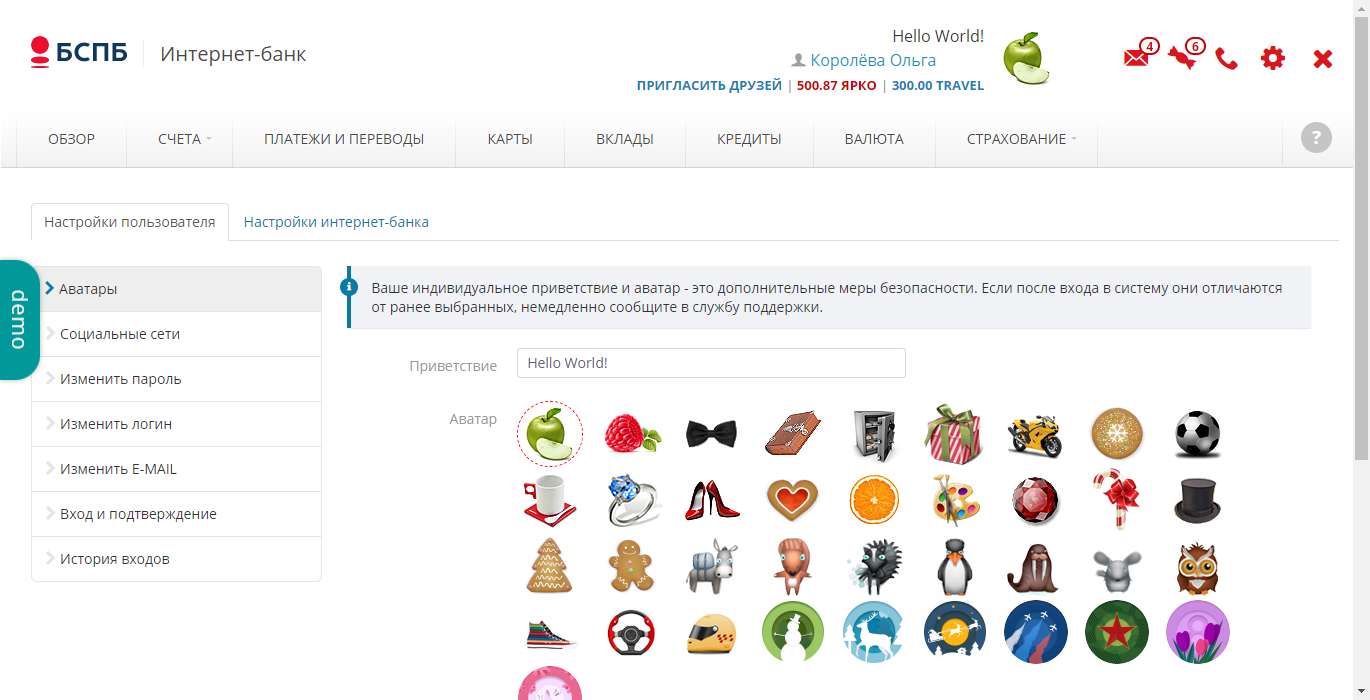 БСПБ
Интернет-банк
Hello World!
Королёва Ольга
ПРИГЛАСИТЬ ДРУЗЕЙ | 500.87 ЯРКО | 300.00 TRAVEL
4
6
ОБЗОР
СЧЕТА
ПЛАТЕЖИ И ПЕРЕВОДЫ
КАРТЫ
ВКЛАДЫ
КРЕДИТЫ
ВАЛЮТА
СТРАХОВАНИЕ
?
Настройки пользователя
Настройки интернет-банка
demo
Аватары
Социальные сети
Изменить пароль
Изменить логин
Изменить E-MAIL
Вход и подтверждение
История входов
Ваше индивидуальное приветствие и аватар - это дополнительные меры безопасности. Если после входа в систему они отличаются
от ранее выбранных, немедленно сообщите в службу поддержки.
Приветствие
Hello World!
Аватар